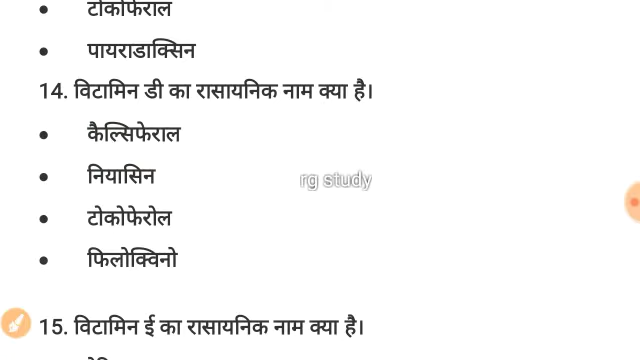 • टोकोफेराल
• पायराडाक्सिन
14. विटामिन डी का रासायनिक नाम क्या है।
• कैल्सिफेराल
• नियासिन
rg study
• टोकोफेरोल
• फिलोक्विनो
15. विटामिन ई का रासायनिक नाम क्या है।